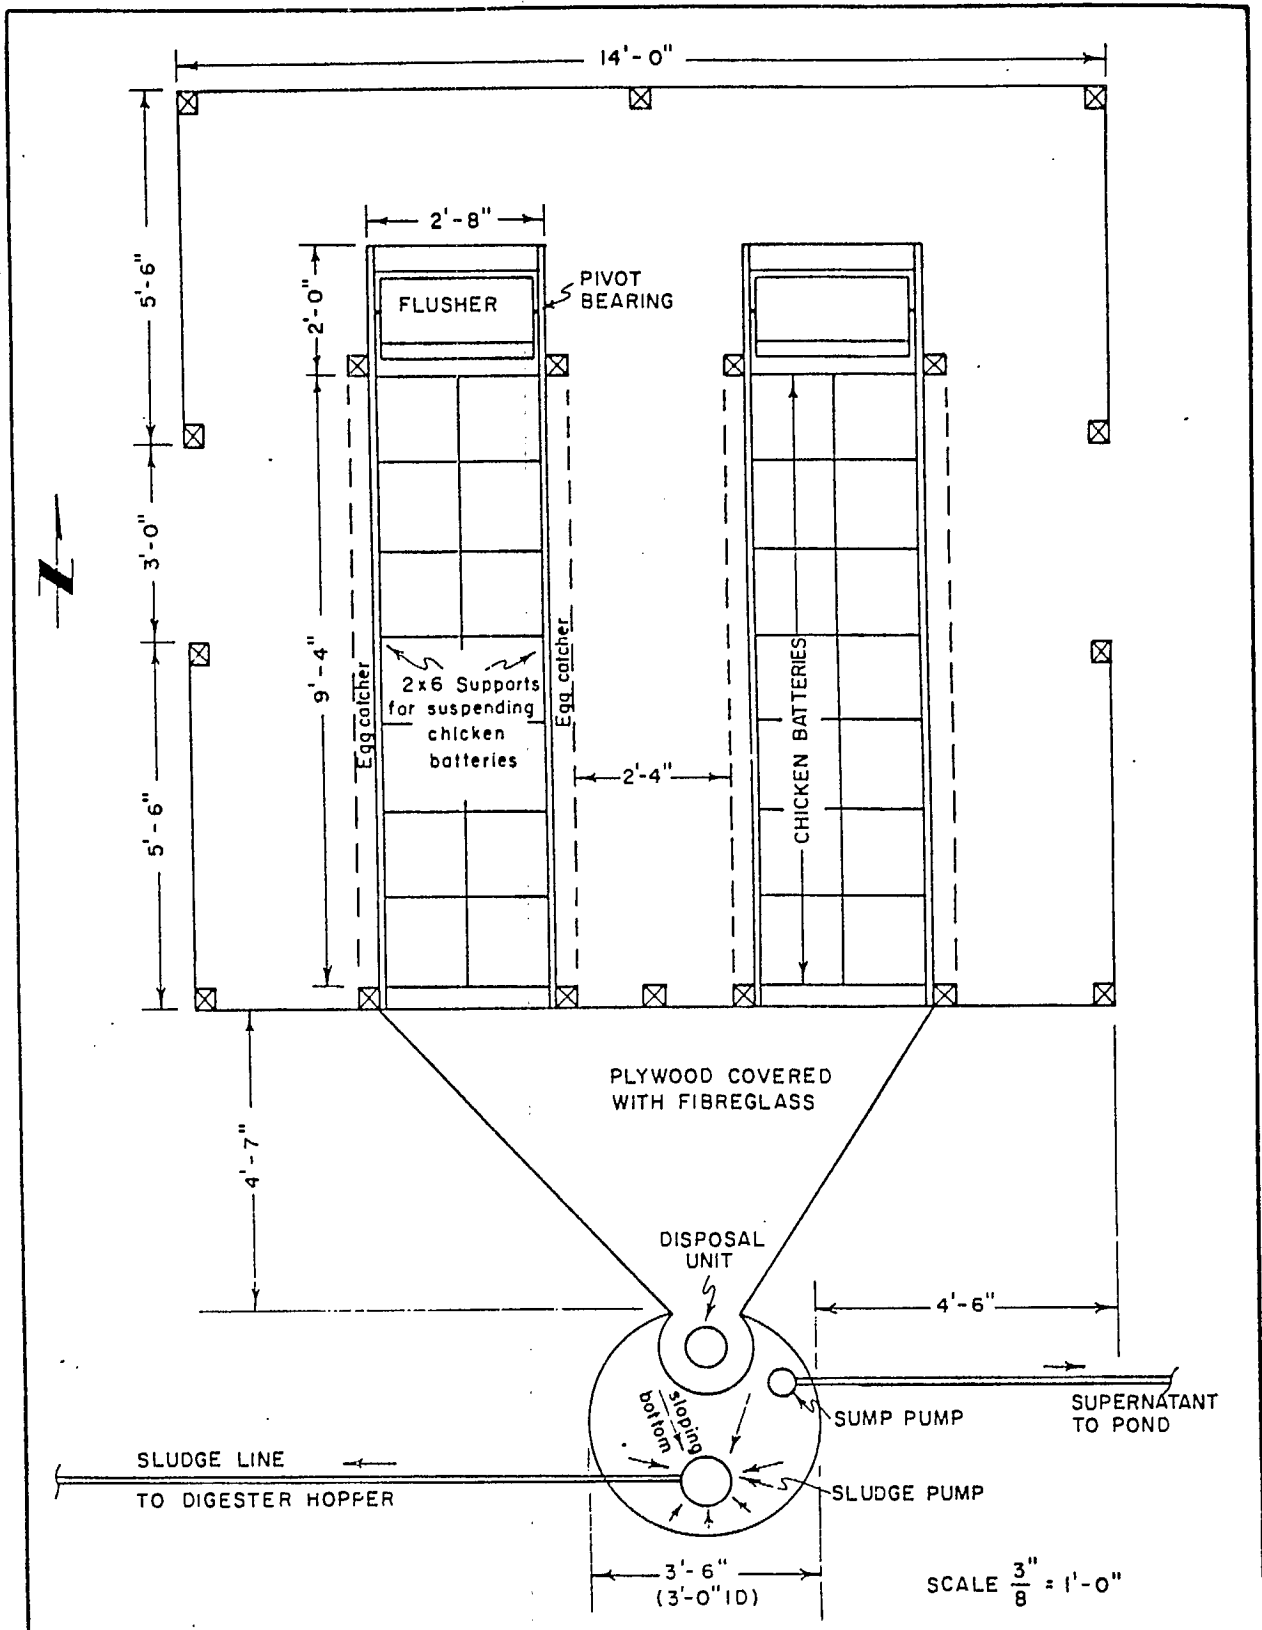 14'-0"
2'-8"
5'-6"
2'-0"
FLUSHER
PIVOT
BEARING
3'-0"
Z
9'-4"
Egg catcher
2x6 Supports
for suspending
chicken
batteries
Egg catcher
CHICKEN BATTERIES
2'-4"
5'-6"
PLYWOOD COVERED
WITH FIBREGLASS
4'-7"
DISPOSAL
UNIT
4'-6"
sloping
bottom
SUMP PUMP
SUPERNATANT
TO POND
SLUDGE LINE
TO DIGESTER HOPPER
SLUDGE PUMP
3'-6"
(3'-0" ID)
SCALE 3/8" = 1'-0"